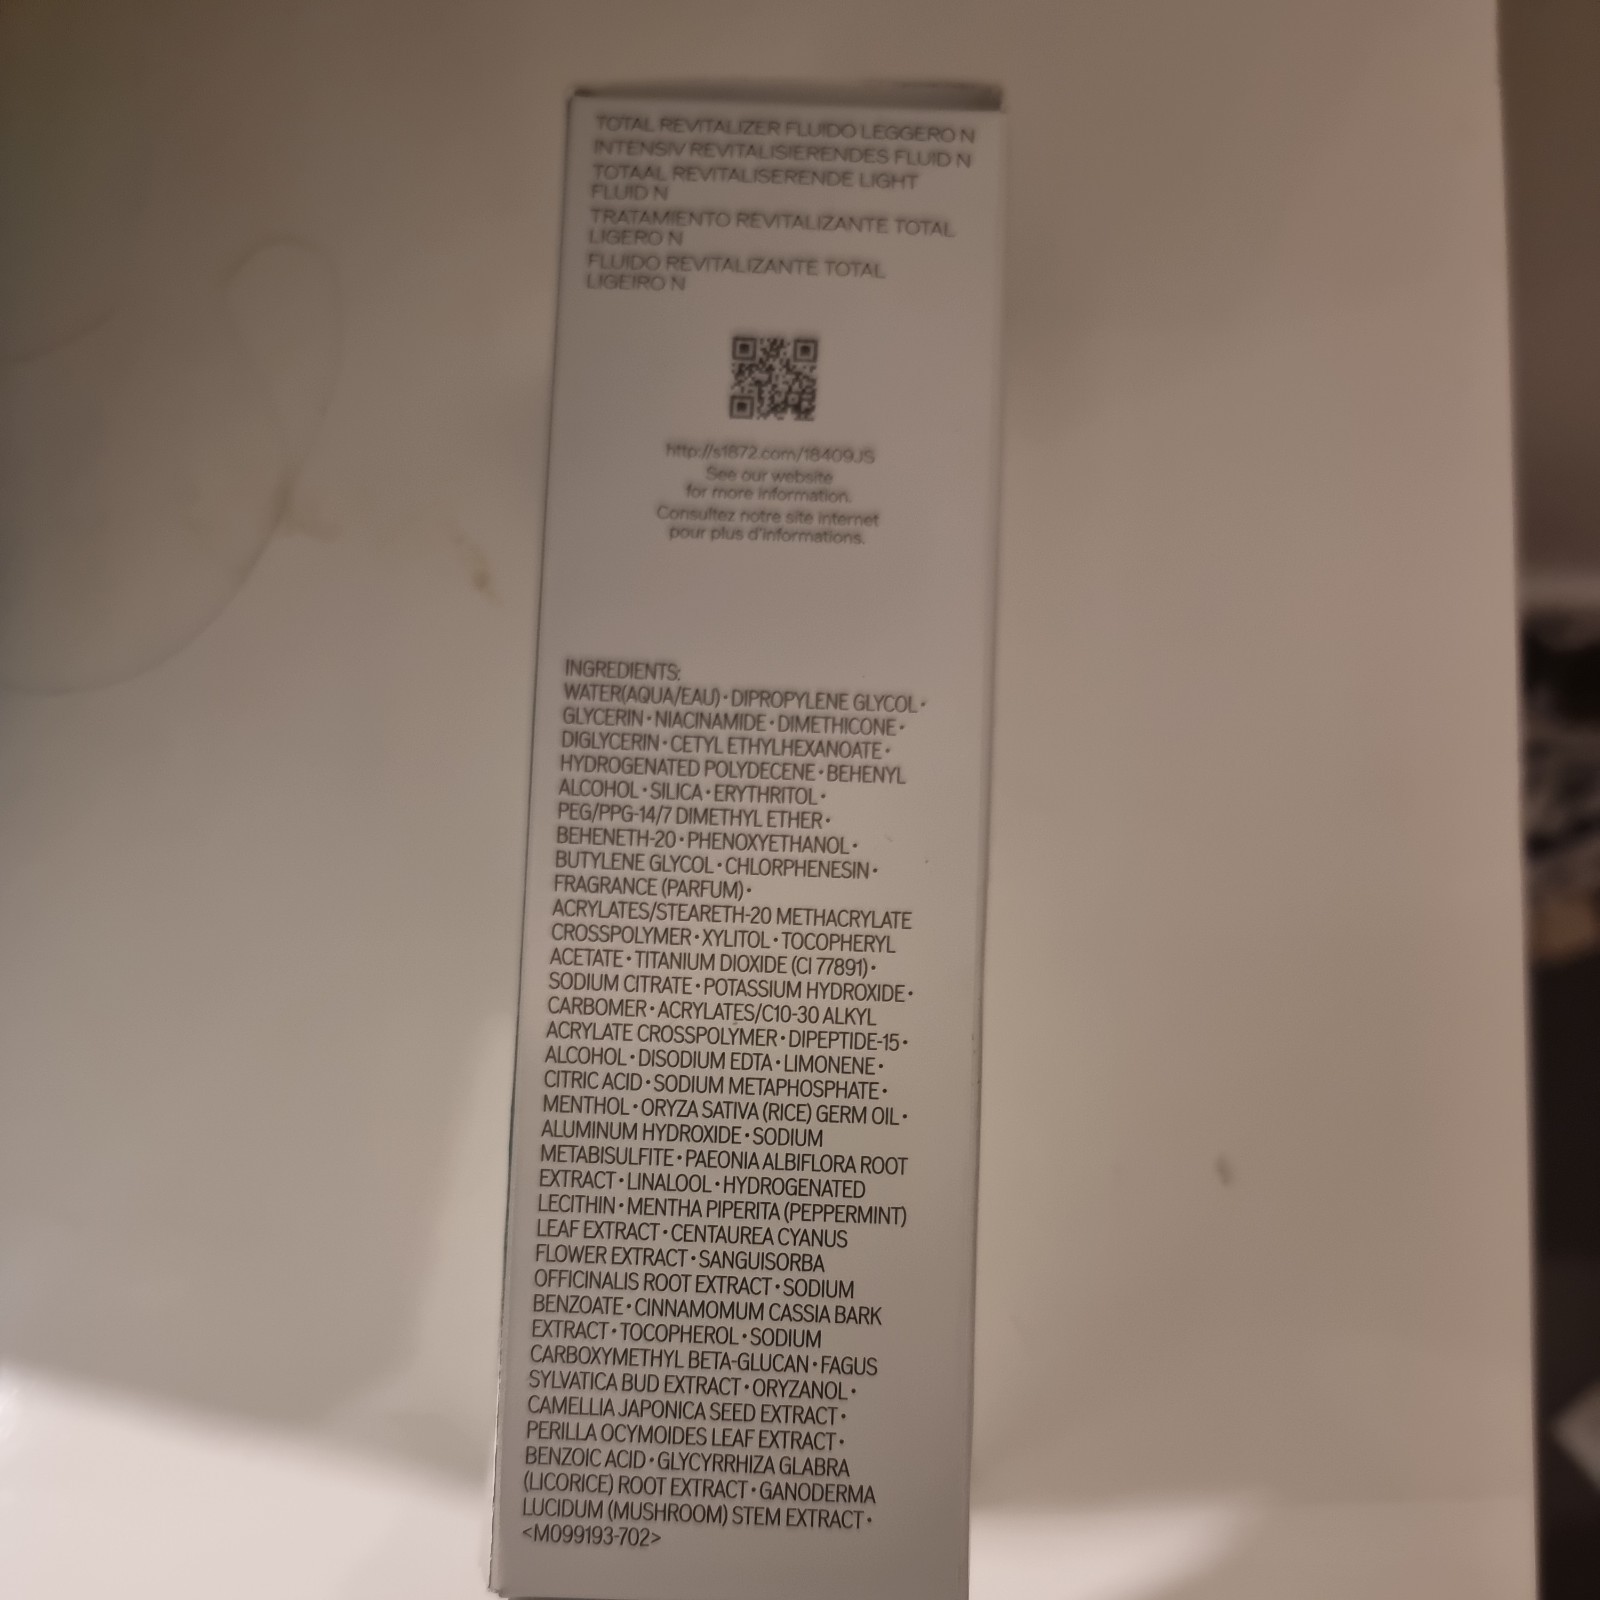 TOTAL REVITALIZER FLUIDO LEGGERO N
INTENSIV REVITALISIERENDES FLUID N
TOTAAL REVITALISERENDE LIGHT
FLUID N
TRATAMIENTO REVITALIZANTE TOTAL
LIGERO N
FLUIDO REVITALIZANTE TOTAL
LIGEIRO N
http://s1872.com/18409JS
See our website
for more information.
Consultez notre site internet
pour plus d'informations.
INGREDIENTS:
WATER(AQUA/EAU)・DIPROPYLENE GLYCOL・
GLYCERIN・NIACINAMIDE・DIMETHICONE・
DIGLYCERIN・CETYL ETHYLHEXANOATE・
HYDROGENATED POLYDECENE・BEHENYL
ALCOHOL・SILICA・ERYTHRITOL・
PEG/PPG-14/7 DIMETHYL ETHER・
BEHENETH-20・PHENOXYETHANOL・
BUTYLENE GLYCOL・CHLORPHENESIN・
FRAGRANCE (PARFUM)・
ACRYLATES/STEARETH-20 METHACRYLATE
CROSSPOLYMER・XYLITOL・TOCOPHERYL
ACETATE・TITANIUM DIOXIDE (CI 77891)・
SODIUM CITRATE・POTASSIUM HYDROXIDE・
CARBOMER・ACRYLATES/C10-30 ALKYL
ACRYLATE CROSSPOLYMER・DIPEPTIDE-15・
ALCOHOL・DISODIUM EDTA・LIMONENE・
CITRIC ACID・SODIUM METAPHOSPHATE・
MENTHOL・ORYZA SATIVA (RICE) GERM OIL・
ALUMINUM HYDROXIDE・SODIUM
METABISULFITE・PAEONIA ALBIFLORA ROOT
EXTRACT・LINALOOL・HYDROGENATED
LECITHIN・MENTHA PIPERITA (PEPPERMINT)
LEAF EXTRACT・CENTAUREA CYANUS
FLOWER EXTRACT・SANGUISORBA
OFFICINALIS ROOT EXTRACT・SODIUM
BENZOATE・CINNAMOMUM CASSIA BARK
EXTRACT・TOCOPHEROL・SODIUM
CARBOXYMETHYL BETA-GLUCAN・FAGUS
SYLVATICA BUD EXTRACT・ORYZANOL・
CAMELLIA JAPONICA SEED EXTRACT・
PERILLA OCYMOIDES LEAF EXTRACT・
BENZOIC ACID・GLYCYRRHIZA GLABRA
(LICORICE) ROOT EXTRACT・GANODERMA
LUCIDUM (MUSHROOM) STEM EXTRACT・
<M099193-702>